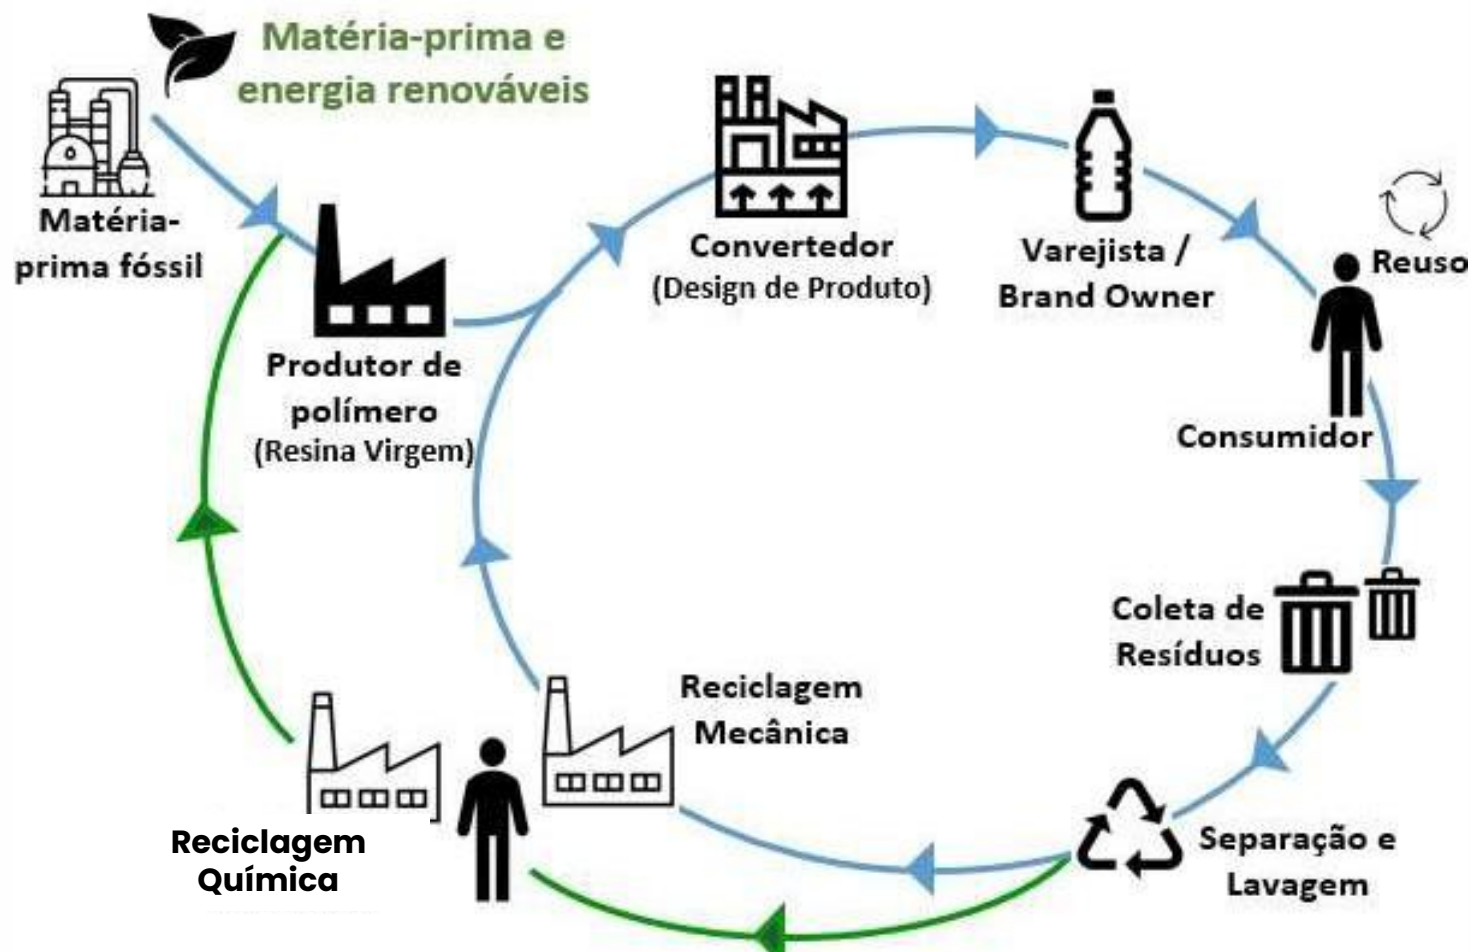 Matéria-prima e
energia renováveis
Matéria-
prima fóssil
Produtor de
polímero
(Resina Virgem)
Convertedor
(Design de Produto)
Varejista /
Brand Owner
Reuso
Consumidor
Coleta de
Resíduos
Separação e
Lavagem
Reciclagem
Mecânica
Reciclagem
Química